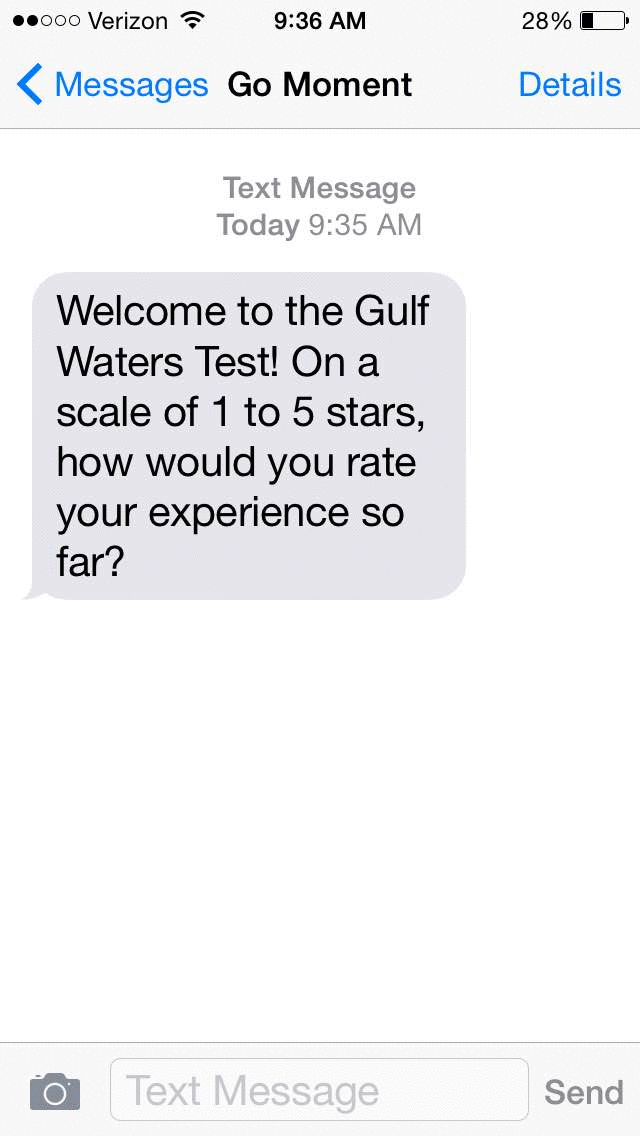 Verizon 9:36 AM 28%
Messages Go Moment Details
Text Message
Today 9:35 AM
Welcome to the Gulf
Waters Test! On a
scale of 1 to 5 stars,
how would you rate
your experience so
far?
Text Message Send